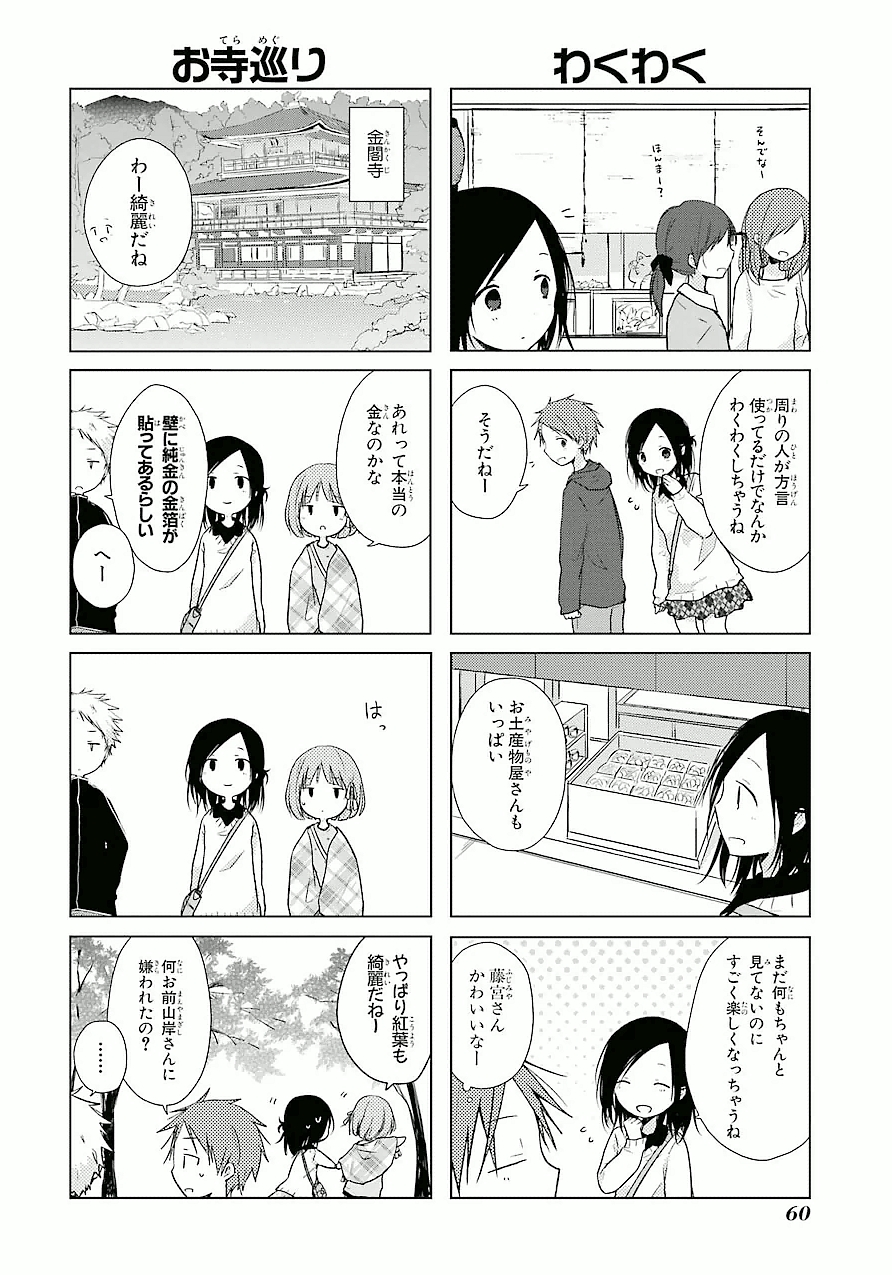 わくわく
そんでな～
ほんまー？
周りの人が方言
使ってるだけでなんか
わくわくしちゃうね
そうだねー
お土産物屋さんも
いっぱい
まだ何もちゃんと
見てないのに
すごく楽しくなっちゃうね
藤宮さん
かわいいなー
お寺巡り
金閣寺
わー綺麗だね
あれって本当の
金なのかな
壁に純金の金箔が
貼ってあるらしい
へー
はっ
やっぱり紅葉も
綺麗だねー
何お前山岸さんに
嫌われたの？
……
60